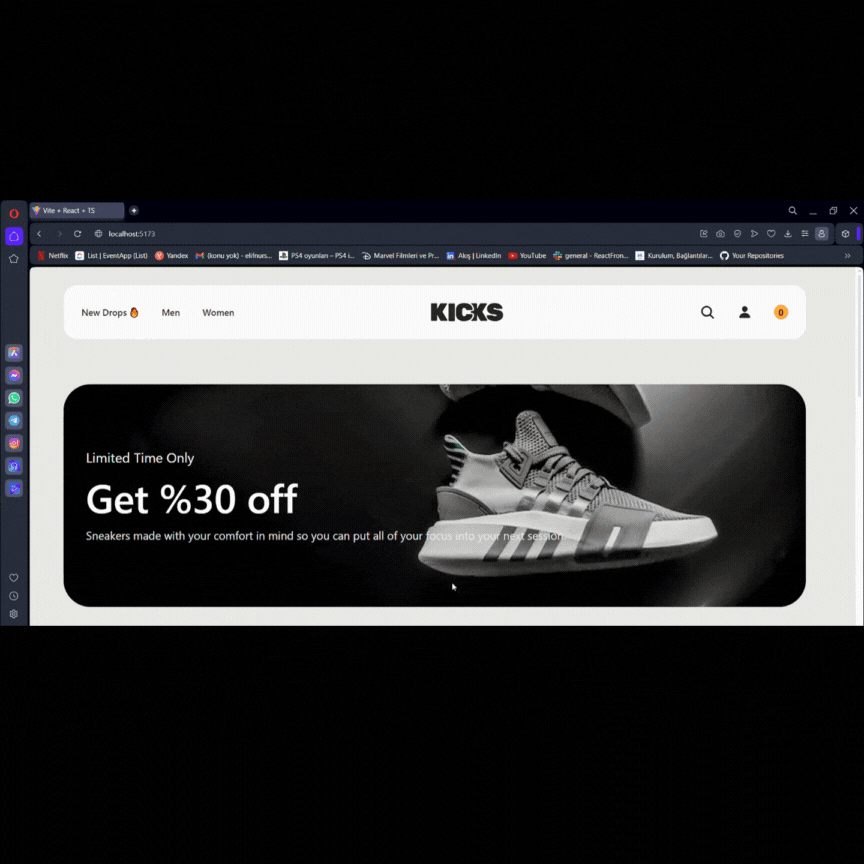 Vite + React + TS
localhost:5173
Netflix List | EventApp (List) Yandex (konu yok) - elifnurs... PS4 oyunları – PS4 i... Marvel Filmleri ve Pr... Akış | LinkedIn YouTube general - ReactFron... Kurulum, Bağlantılar,... Your Repositories
New Drops 🔥 Men Women KICKS 0
Limited Time Only
Get %30 off
Sneakers made with your comfort in mind so you can put all of your focus into your next session.